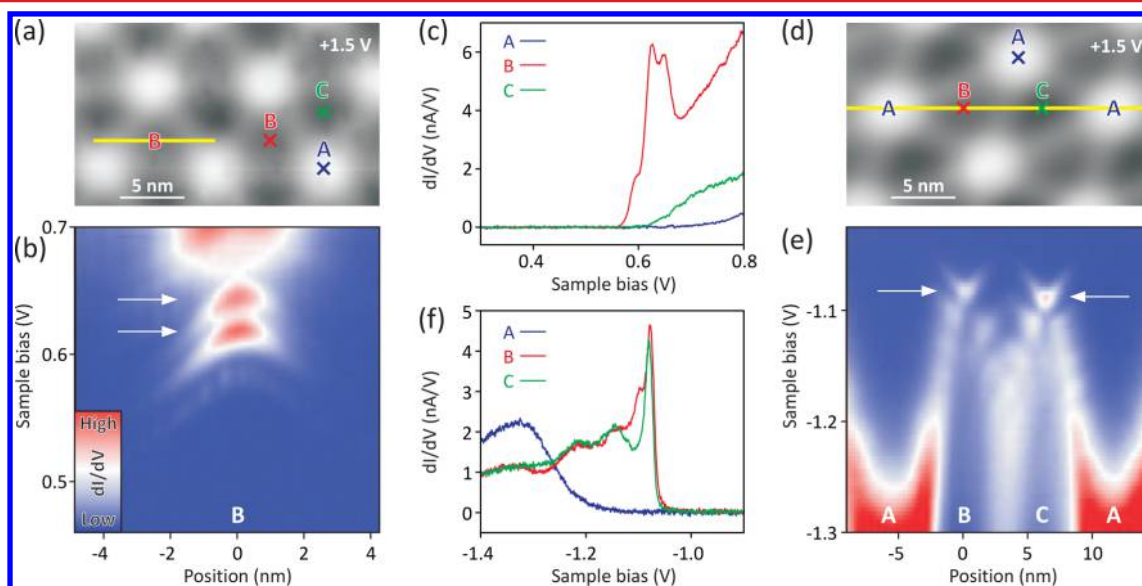 (a)
+1.5 V
C
B
B
A
5 nm
(b)
0.7
0.6
0.5
Sample bias (V)
High
dI/dV
Low
B
-4
-2
0
2
4
Position (nm)
(c)
A
B
C
6
4
2
0
dI/dV (nA/V)
0.4
0.6
0.8
Sample bias (V)
(f)
A
B
C
5
4
3
2
1
0
dI/dV (nA/V)
-1.4
-1.2
-1.0
Sample bias (V)
(d)
A
+1.5 V
A
B
C
A
5 nm
(e)
-1.1
-1.2
-1.3
Sample bias (V)
A
B
C
A
-5
0
5
10
Position (nm)